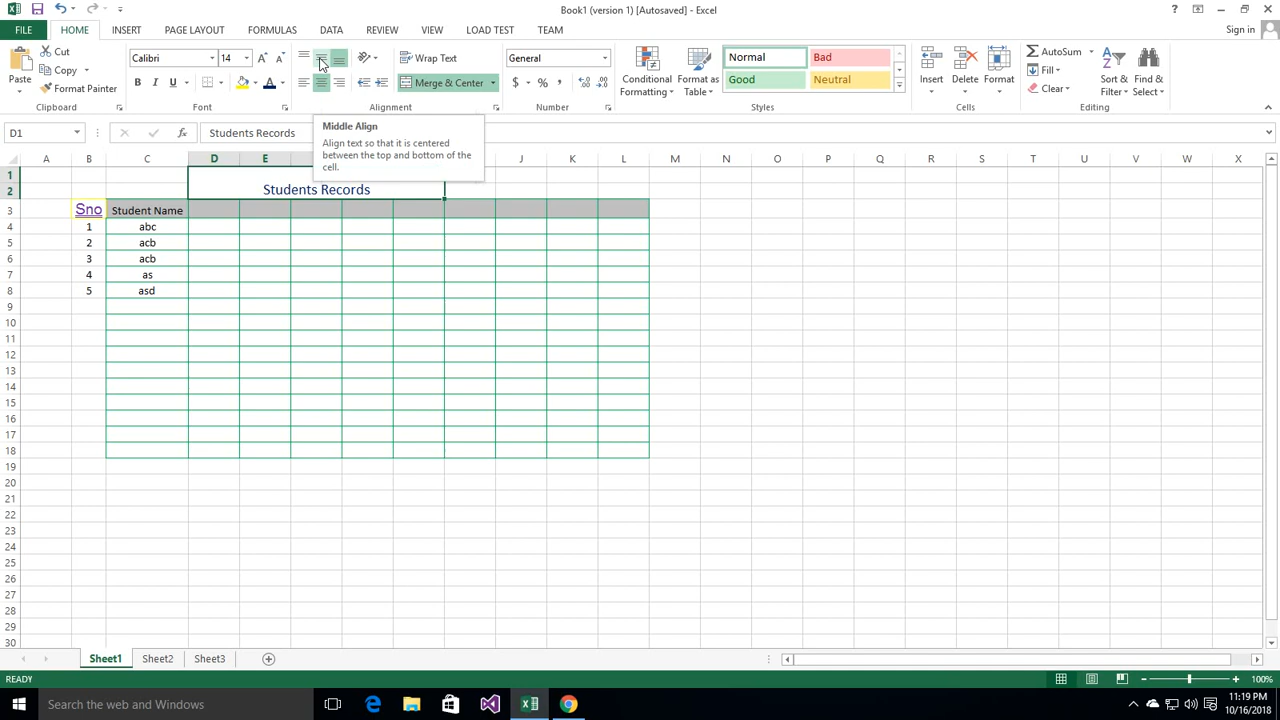 Book1 (version 1) [Autosaved] - Excel
FILE HOME INSERT PAGE LAYOUT FORMULAS DATA REVIEW VIEW LOAD TEST TEAM Sign in
Paste Cut Copy Format Painter Clipboard
Calibri 14 B I U A Font
Wrap Text Merge & Center Alignment
General $ % Number
Conditional Formatting Format as Table Normal Bad Good Neutral Styles
Insert Delete Format Cells
AutoSum Fill Clear Sort & Filter Find & Select Editing
D1 fx Students Records
Middle Align
Align text so that it is centered
between the top and bottom of the
cell.
A B C D E J K L M N O P Q R S T U V W X
1
2 Students Records
3 Sno Student Name
4 1 abc
5 2 acb
6 3 acb
7 4 as
8 5 asd
9
10
11
12
13
14
15
16
17
18
19
20
21
22
23
24
25
26
27
28
29
30
Sheet1 Sheet2 Sheet3
READY 100%
Search the web and Windows
11:19 PM
10/16/2018